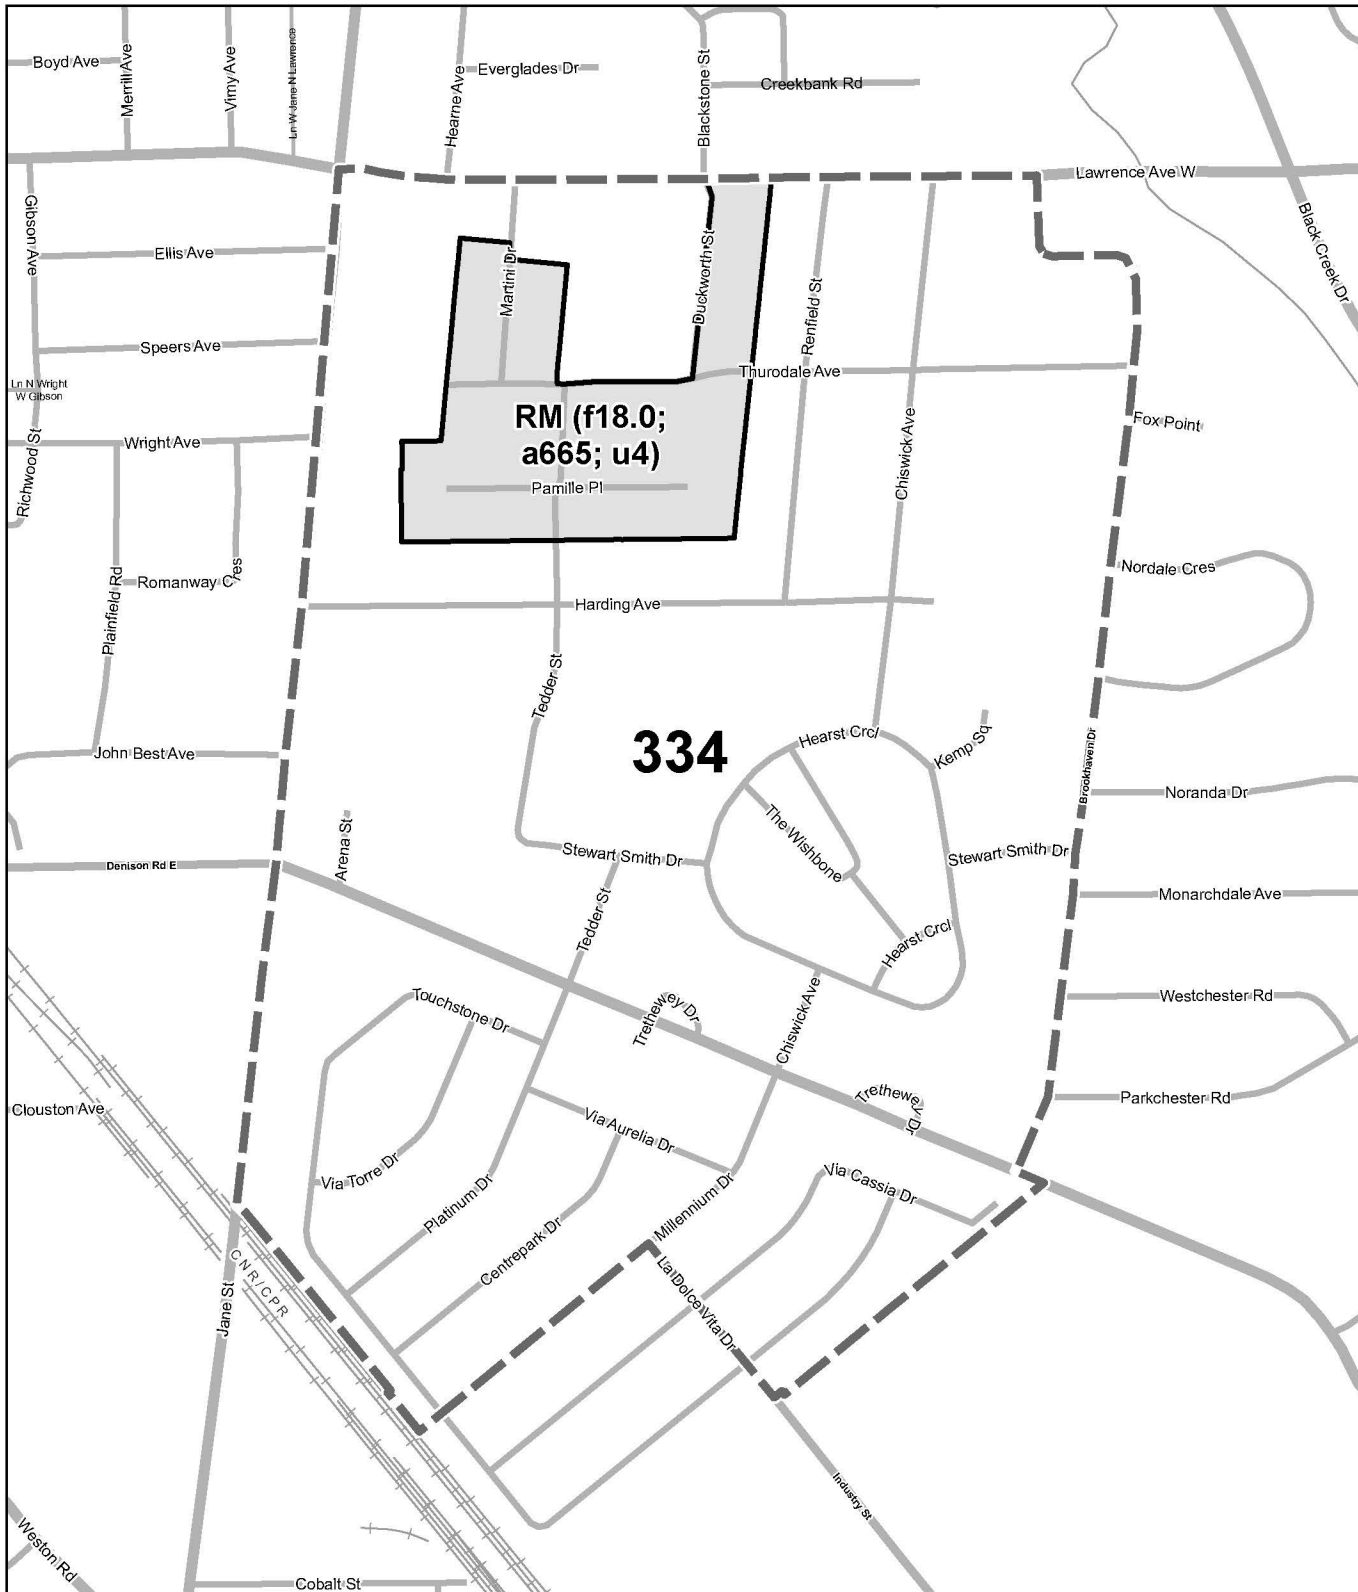 Boyd Ave
Merrill Ave
Vimy Ave
Ln W Jane N Lawrence
Hearne Ave
Everglades Dr
Blackstone St
Creekbank Rd
Lawrence Ave W
Black Creek Dr
Gibson Ave
Ellis Ave
Martini Dr
Duckworth St
Renfield St
Speers Ave
Thurodale Ave
Ln N Wright
W Gibson
RM (f18.0;
a665; u4)
Chiswick Ave
Fox Point
Richwood St
Wright Ave
Pamille Pl
Plainfield Rd
Romanway Cres
Nordale Cres
Harding Ave
Tedder St
334
Hearst Crcl
Kemp Sq
Brookhaven Dr
John Best Ave
Noranda Dr
The Wishbone
Arena St
Denison Rd E
Stewart Smith Dr
Stewart Smith Dr
Monarchdale Ave
Tedder St
Hearst Crcl
Touchstone Dr
Trethewey Dr
Chiswick Ave
Westchester Rd
Clouston Ave
Trethewey Dr
Parkchester Rd
Via Aurelia Dr
Via Torre Dr
Platinum Dr
Via Cassia Dr
Millennium Dr
Centrepark Dr
CNR/CPR
Jane St
La Dolce Vita Dr
Industry St
Weston Rd
Cobalt St